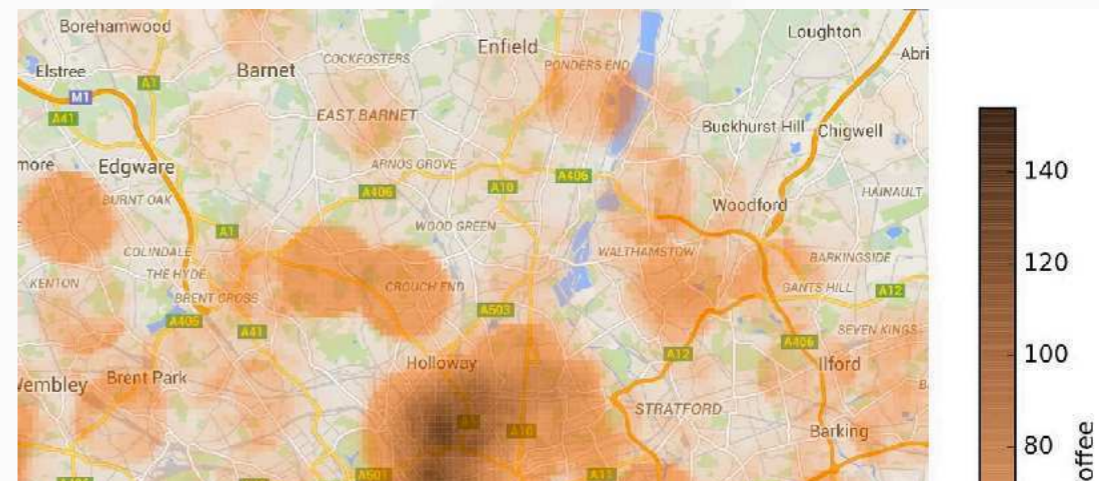 Borehamwood
Loughton
Enfield
COCKFOSTERS
Abri
PONDERS END
Elstree
Barnet
A1
M1
A41
EAST BARNET
Buckhurst Hill
Chigwell
more
Edgware
ARNOS GROVE
A406
A10
A406
HAINAULT
BURNT OAK
Woodford
WOOD GREEN
A1
COLINDALE
WALTHAMSTOW
BARKINGSIDE
THE HYDE
KENTON
CROUCH END
GANTS HILL
A12
BRENT CROSS
A503
A406
A41
SEVEN KINGS
A406
A12
Holloway
Ilford
Wembley
Brent Park
STRATFORD
A1
A10
Barking
A501
A11
140
120
100
80
offee